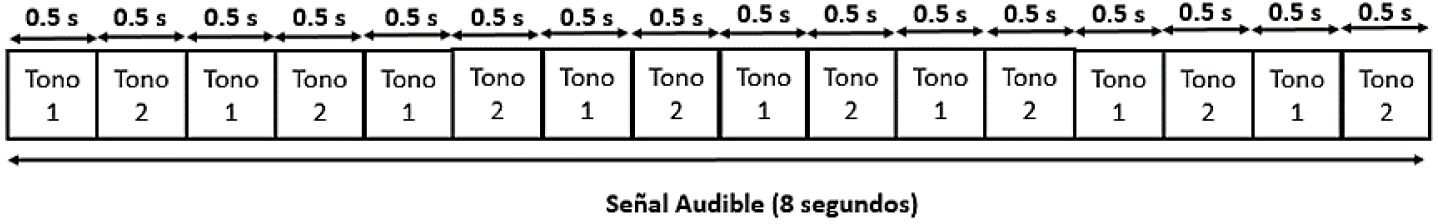 0.5 s 0.5 s 0.5 s 0.5 s 0.5 s 0.5 s 0.5 s 0.5 s 0.5 s 0.5 s 0.5 s 0.5 s 0.5 s 0.5 s 0.5 s 0.5 s
Tono Tono Tono Tono Tono Tono Tono Tono Tono Tono Tono Tono Tono Tono Tono Tono
1 2 1 2 1 2 1 2 1 2 1 2 1 2 1 2
Señal Audible (8 segundos)